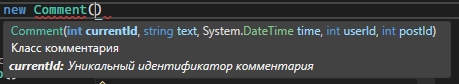 new Comment()
Comment(int currentId, string text, System.DateTime time, int userId, int postId)
Класс комментария
currentId: Уникальный идентификатор комментария